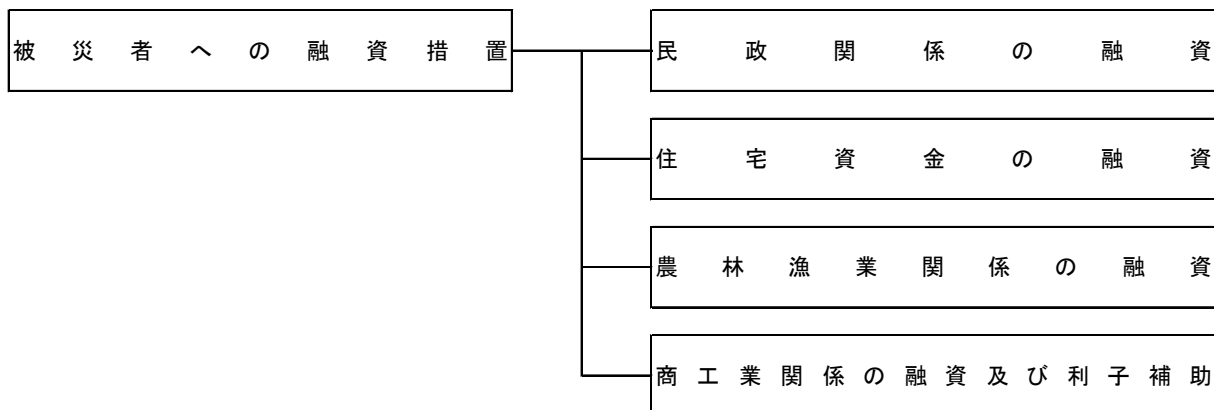 被災者への融資措置
民政関係の融資
住宅資金の融資
農林漁業関係の融資
商工業関係の融資及び利子補助